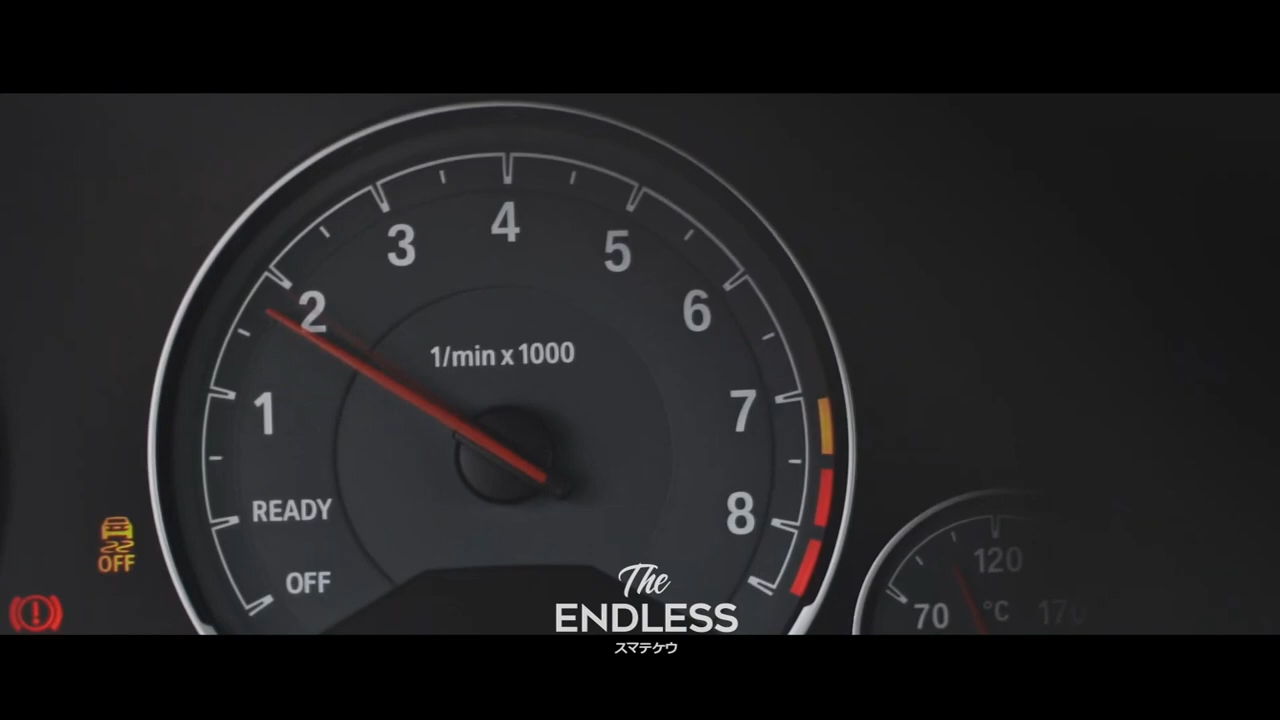 4
3
5
2
6
1/min x 1000
1
7
READY
8
OFF
OFF
120
70
°C
170
The
ENDLESS
スマテケウ